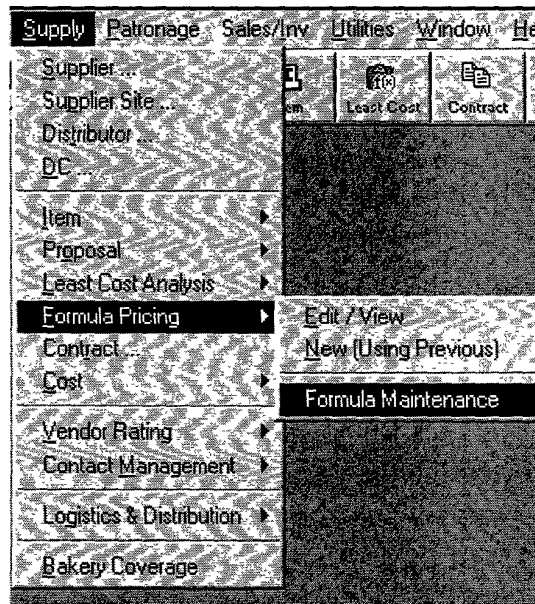 Supply Patronage Sales/Inv Utilities Window He
Supplier ...
Supplier Site ...
Distributor ...
DC ...
em Least Cost Contract
f(x)
Item
Proposal
Least Cost Analysis
Formula Pricing
Contract ...
Cost
Vendor Rating
Contact Management
Logistics & Distribution
Bakery Coverage
Edit / View
New (Using Previous)
Formula Maintenance